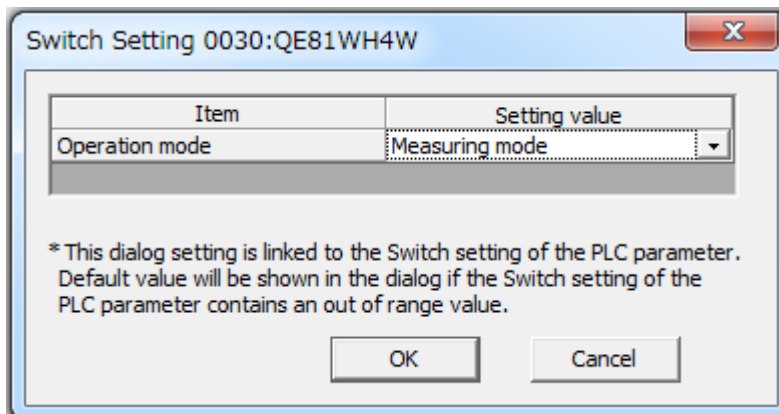 Switch Setting 0030:QE81WH4W
Item Setting value
Operation mode Measuring mode
* This dialog setting is linked to the Switch setting of the PLC parameter.
Default value will be shown in the dialog if the Switch setting of the
PLC parameter contains an out of range value.
OK Cancel